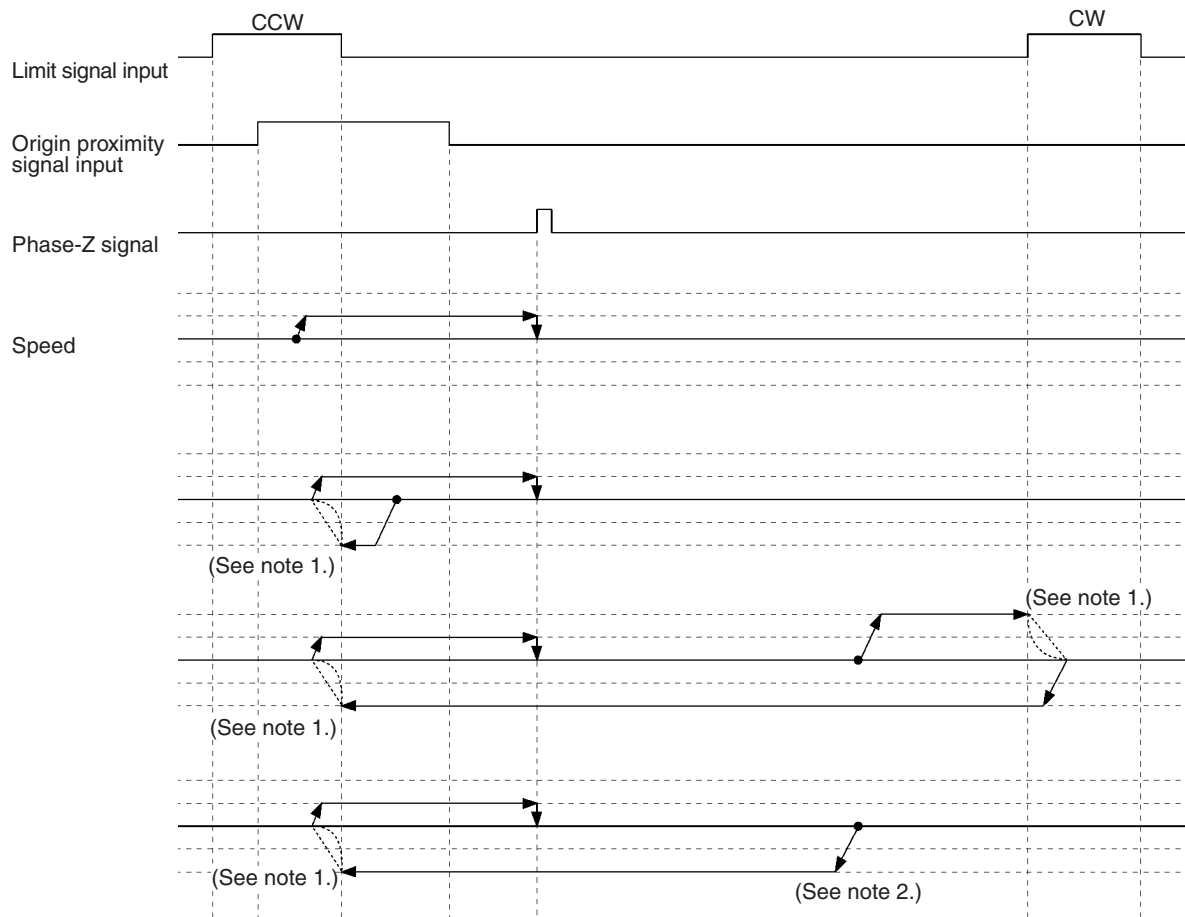 CCW
CW
Limit signal input
Origin proximity
signal input
Phase-Z signal
Speed
(See note 1.)
(See note 1.)
(See note 1.)
(See note 1.)
(See note 2.)